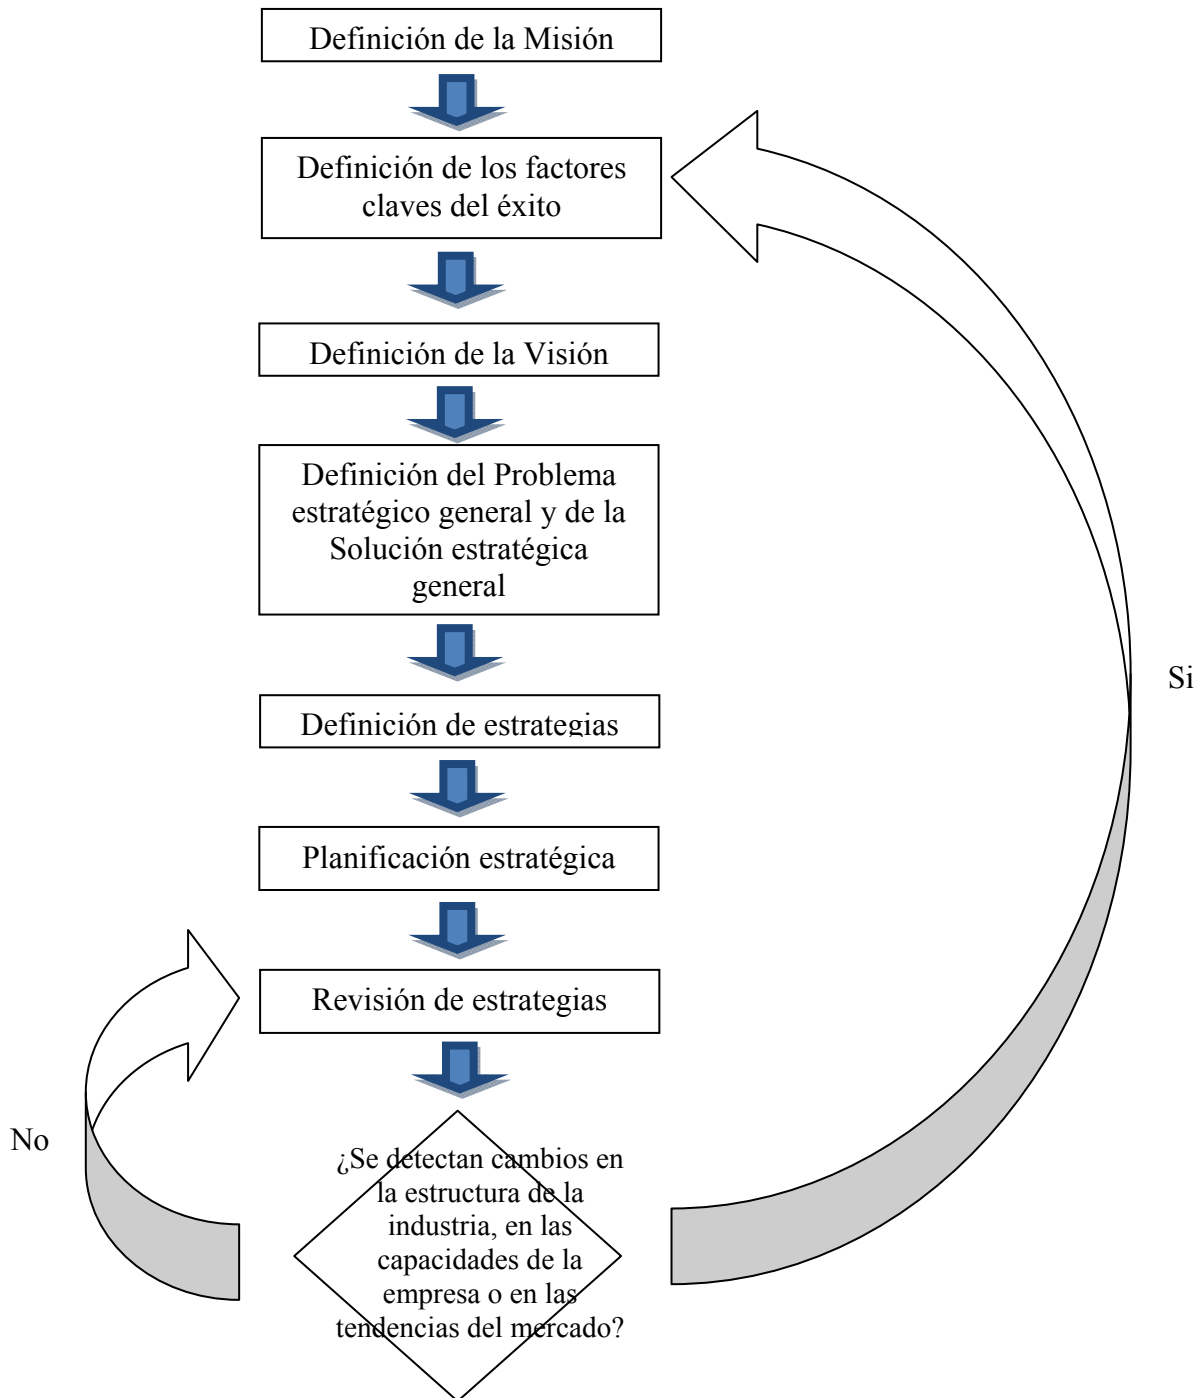 Definición de la Misión
Definición de los factores
claves del éxito
Definición de la Visión
Definición del Problema
estratégico general y de la
Solución estratégica
general
Si
Definición de estrategias
Planificación estratégica
Revisión de estrategias
No
¿Se detectan cambios en
la estructura de la
industria, en las
capacidades de la
empresa o en las
tendencias del mercado?